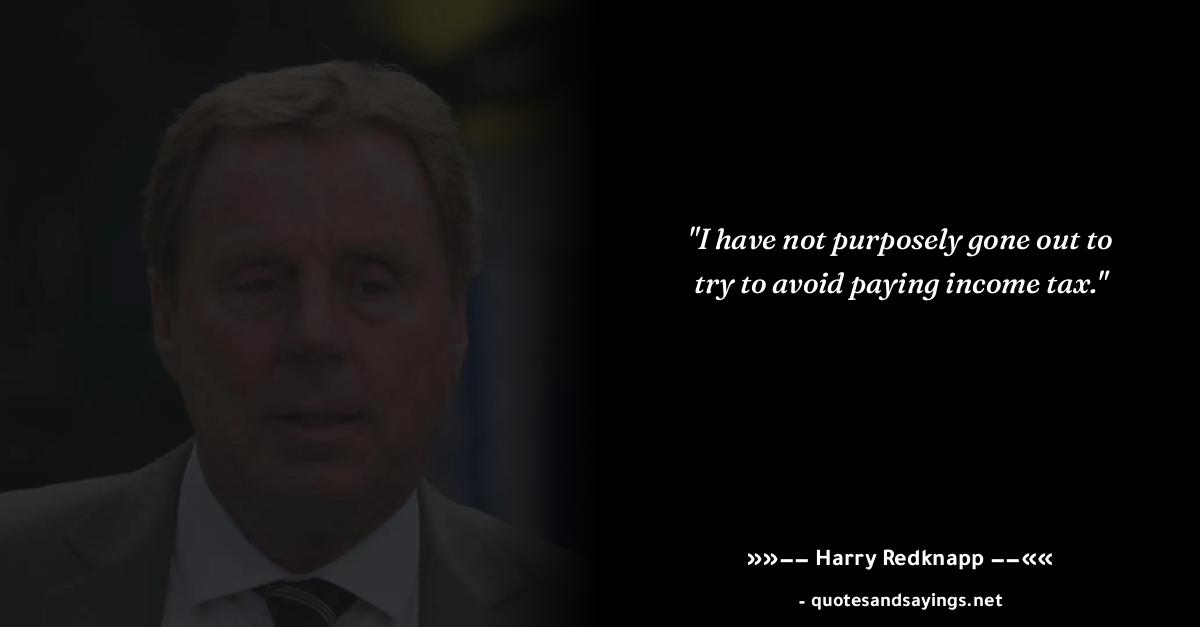 "I have not purposely gone out to
try to avoid paying income tax."
»»–– Harry Redknapp ––««
- quotesandsayings.net